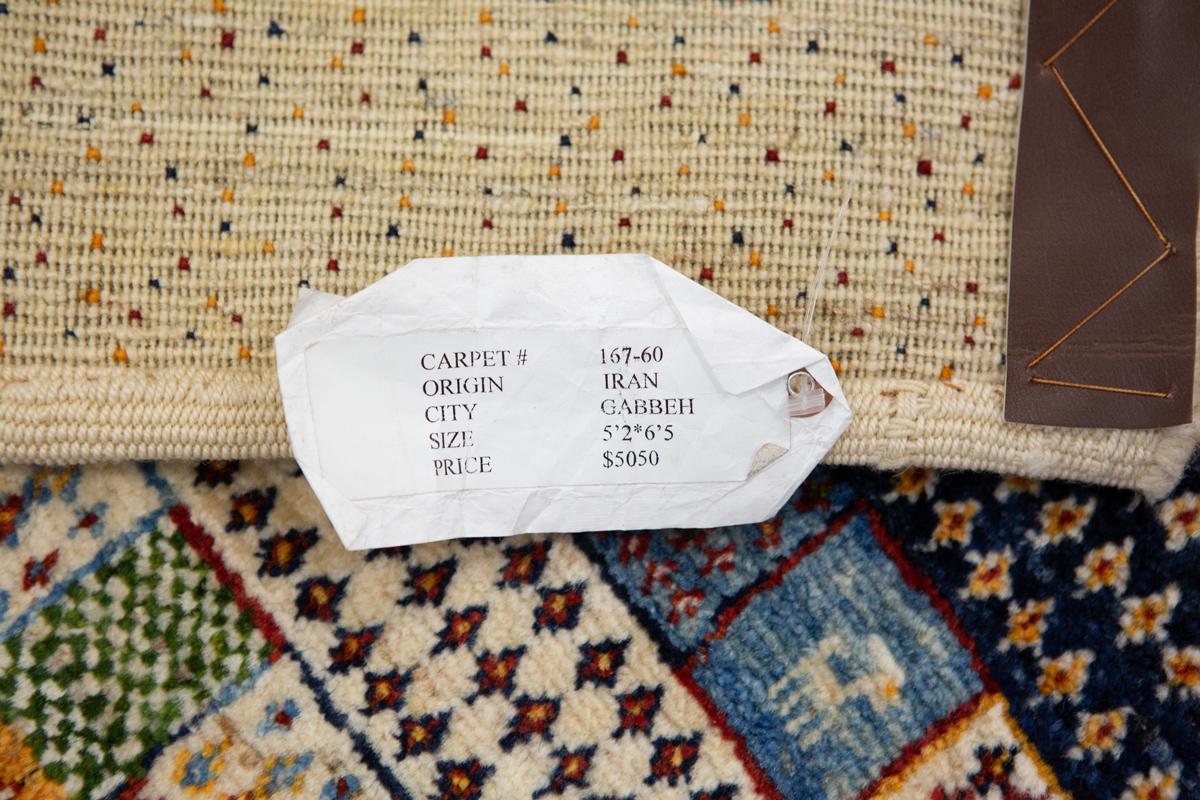 CARPET # 167-60
ORIGIN IRAN
CITY GABBEH
SIZE 5'2*6'5
PRICE $5050